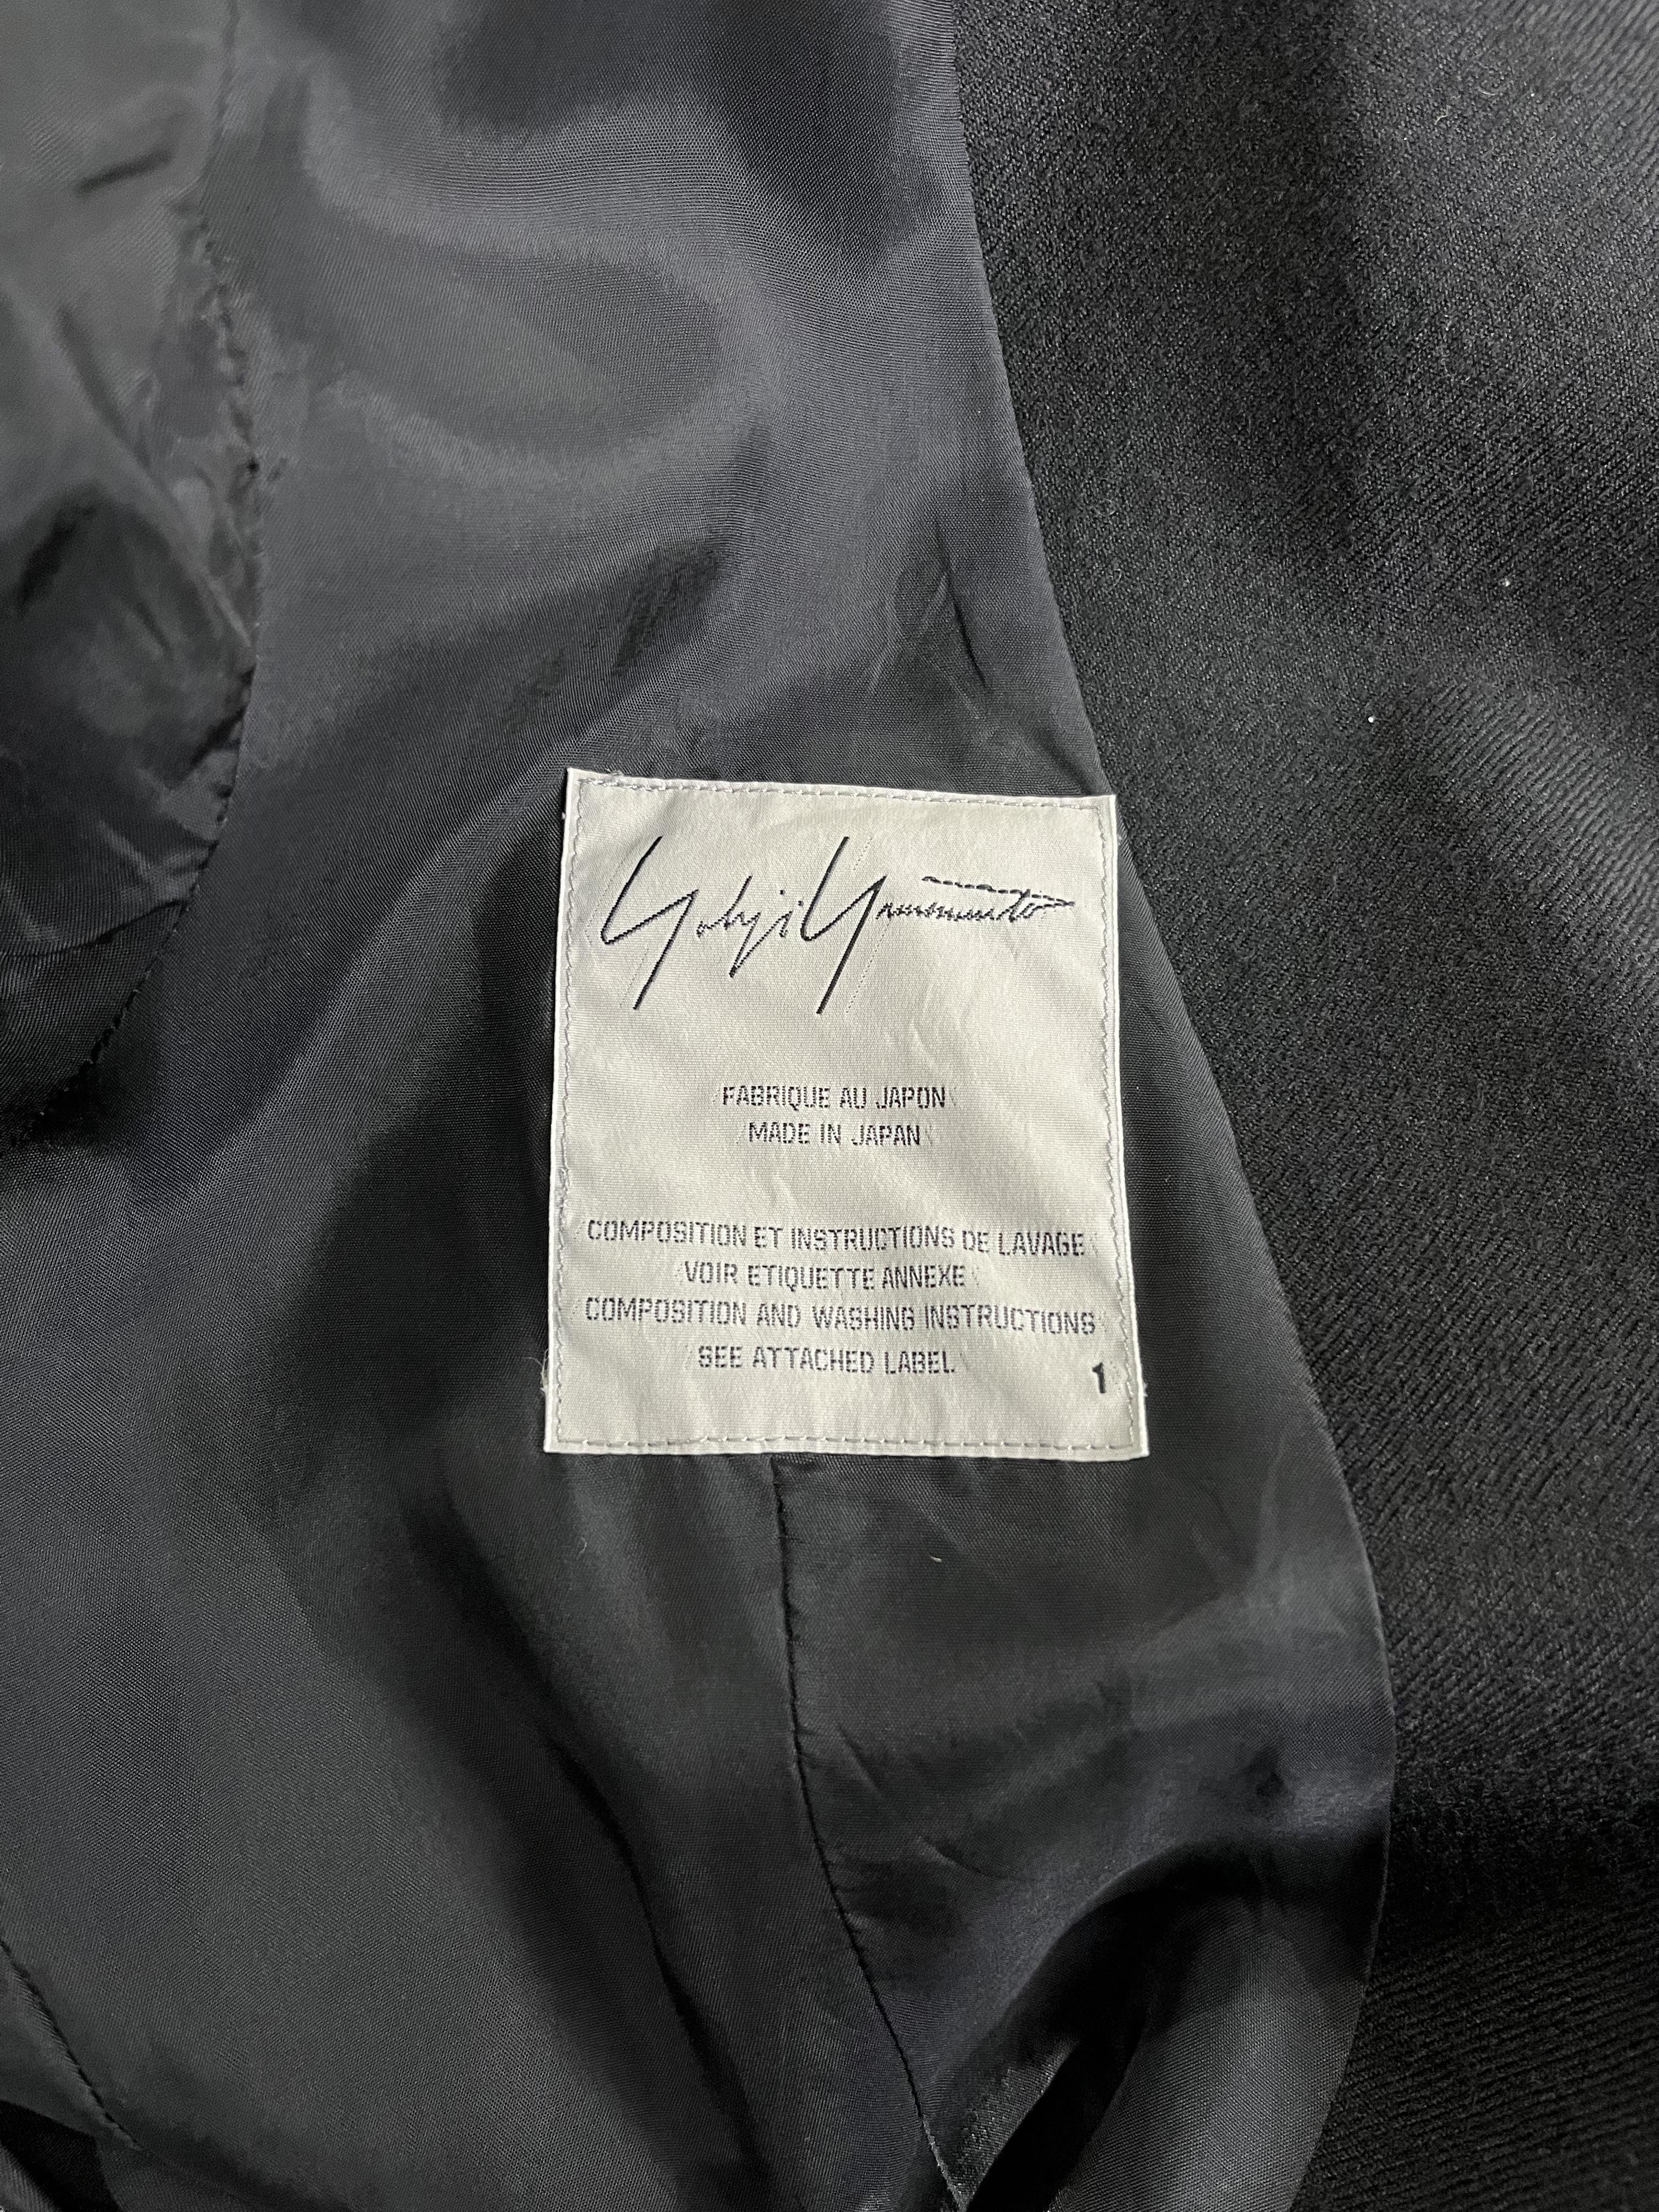 Yohji Yamamoto
FABRIQUE AU JAPON
MADE IN JAPAN
COMPOSITION ET INSTRUCTIONS DE LAVAGE
VOIR ETIQUETTE ANNEXE
COMPOSITION AND WASHING INSTRUCTIONS
SEE ATTACHED LABEL
1